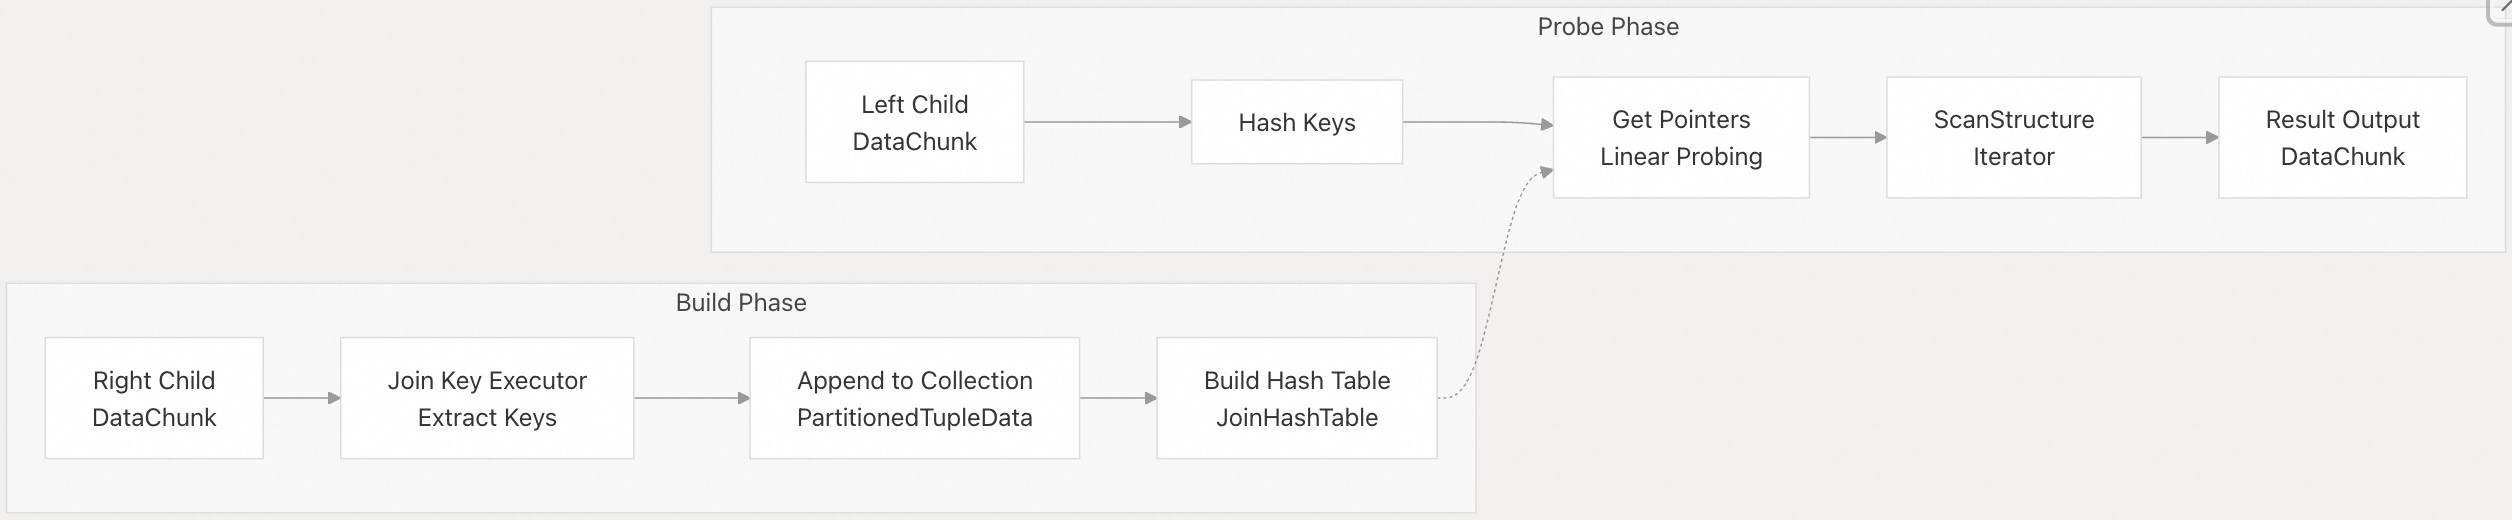 Probe Phase
Left Child
DataChunk
Hash Keys
Get Pointers
Linear Probing
ScanStructure
Iterator
Result Output
DataChunk
Build Phase
Right Child
DataChunk
Join Key Executor
Extract Keys
Append to Collection
PartitionedTupleData
Build Hash Table
JoinHashTable